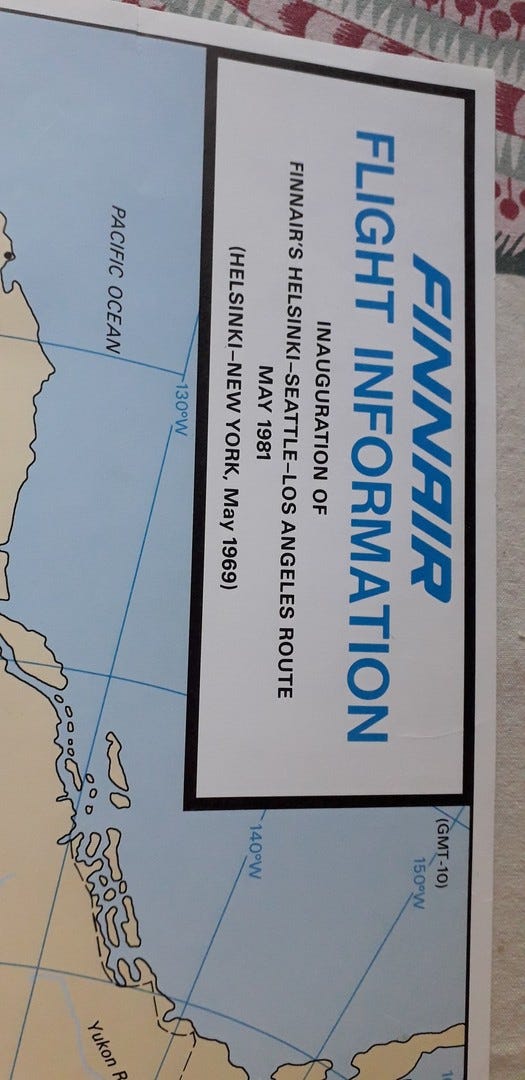 FINNAIR
FLIGHT INFORMATION
INAUGURATION OF
FINNAIR'S HELSINKI–SEATTLE–LOS ANGELES ROUTE
MAY 1981
(HELSINKI–NEW YORK, May 1969)
(GMT-10)
150°W
140°W
130°W
PACIFIC OCEAN
Yukon